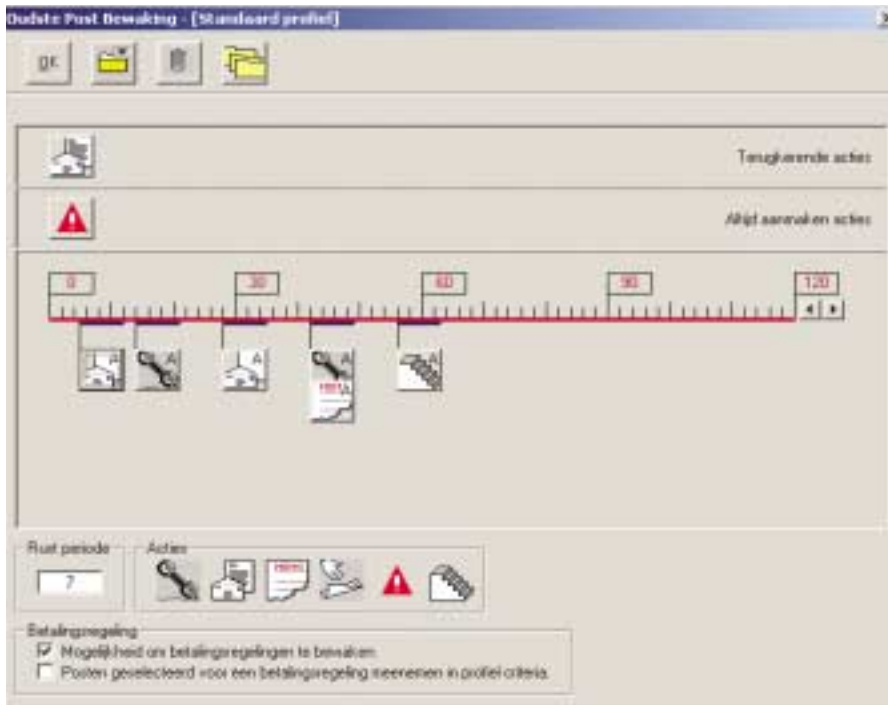 Oudste Post Bewaking - [Standaard profiel]
OK
Terugkerende acties
Altijd aanmaken acties
0 30 60 90 120
A A A A A
A
Rust periode
Acties
7
Betalingsregeling
Mogelijkheid om betalingsregelingen te bewaken
Posten geselecteerd voor een betalingsregeling meenemen in profiel criteria.